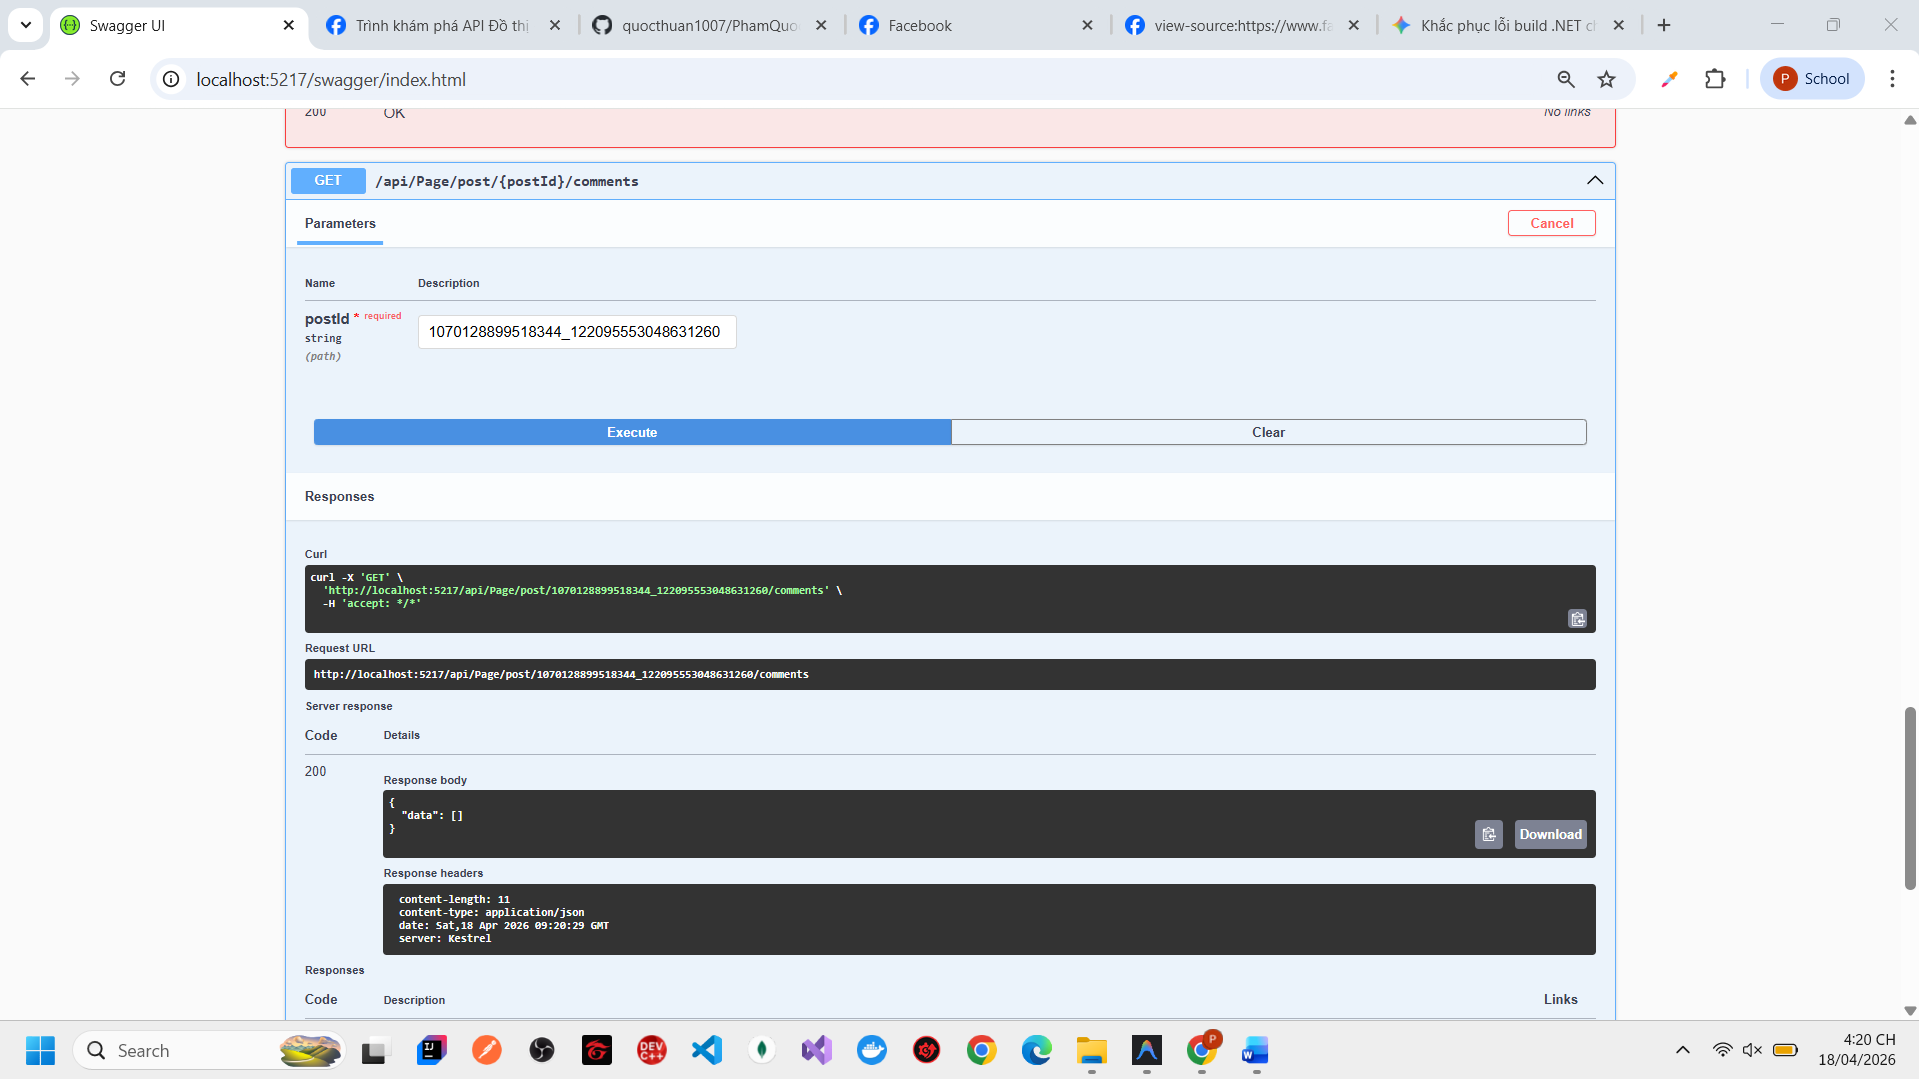 Swagger UI
Trình khám phá API Đồ thị
quocthuan1007/PhamQuo
Facebook
view-source:https://www.fa
Khắc phục lỗi build .NET ch
localhost:5217/swagger/index.html
P
School
200
OK
No links
GET
/api/Page/post/{postId}/comments
Parameters
Cancel
Name
Description
postId * required
string
(path)
1070128899518344_122095553048631260
Execute
Clear
Responses
Curl
curl -X 'GET' \
'http://localhost:5217/api/Page/post/1070128899518344_122095553048631260/comments' \
-H 'accept: */*'
Request URL
http://localhost:5217/api/Page/post/1070128899518344_122095553048631260/comments
Server response
Code
Details
200
Response body
{
"data": []
}
Download
Response headers
content-length: 11
content-type: application/json
date: Sat,18 Apr 2026 09:20:29 GMT
server: Kestrel
Responses
Code
Description
Links
Search
IJ
DEV
C++
P
W
4:20 CH
18/04/2026